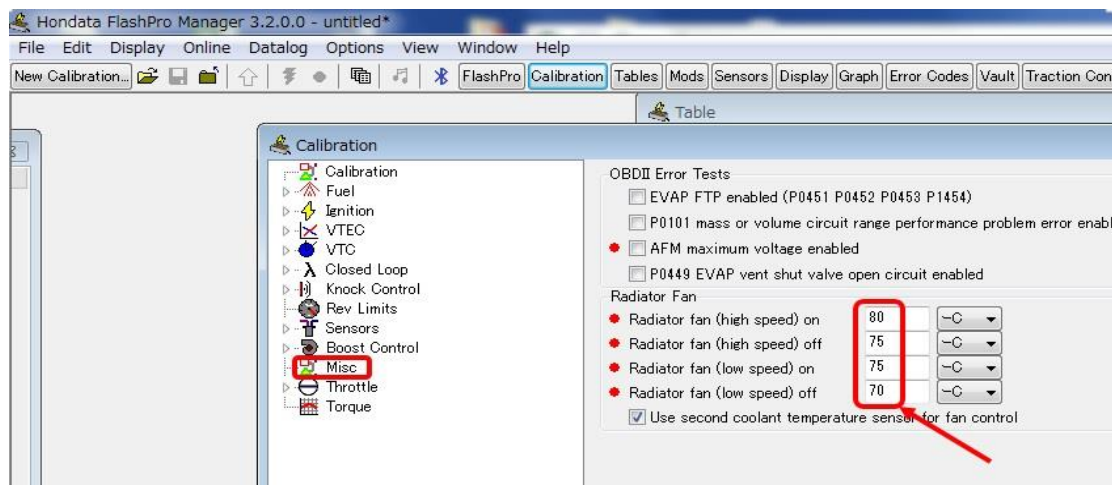 Hondata FlashPro Manager 3.2.0.0 - untitled*
File Edit Display Online Datalog Options View Window Help
New Calibration... FlashPro Calibration Tables Mods Sensors Display Graph Error Codes Vault Traction Con
Table
Calibration
Calibration
Fuel
Ignition
VTEC
VTC
Closed Loop
Knock Control
Rev Limits
Sensors
Boost Control
Misc
Throttle
Torque
OBDII Error Tests
EVAP FTP enabled (P0451 P0452 P0453 P1454)
P0101 mass or volume circuit range performance problem error enabl
AFM maximum voltage enabled
P0449 EVAP vent shut valve open circuit enabled
Radiator Fan
Radiator fan (high speed) on 80 ~C
Radiator fan (high speed) off 75 ~C
Radiator fan (low speed) on 75 ~C
Radiator fan (low speed) off 70 ~C
Use second coolant temperature sensor for fan control